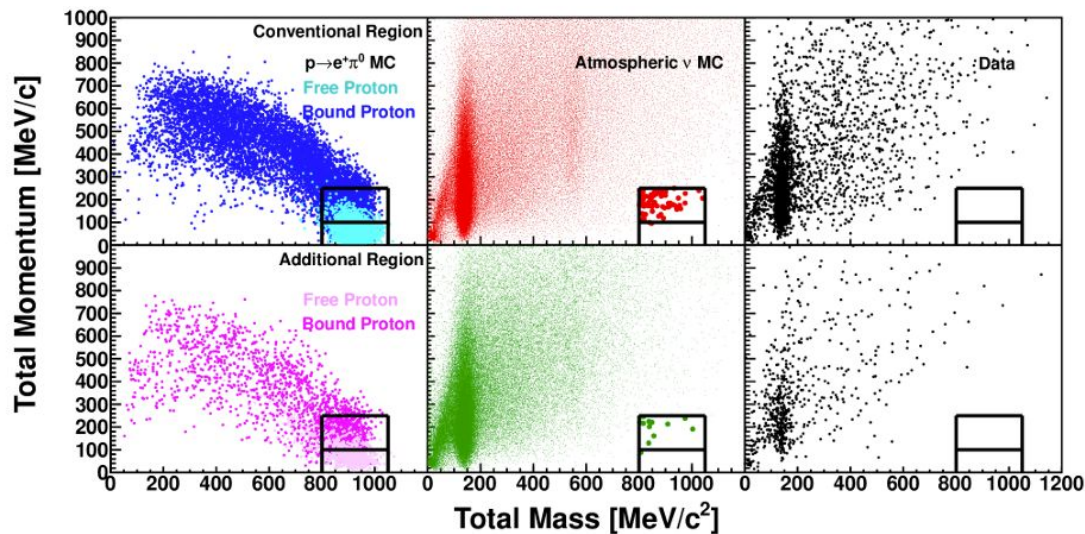 Total Momentum [MeV/c]
1000
900
800
700
600
500
400
300
200
100
0
Conventional Region
p→e⁺π⁰ MC
Free Proton
Bound Proton
Atmospheric ν MC
Data
900
800
700
600
500
400
300
200
100
0
Additional Region
Free Proton
Bound Proton
0 200 400 600 800 1000 0 200 400 600 800 1000 0 200 400 600 800 1000 1200
Total Mass [MeV/c²]